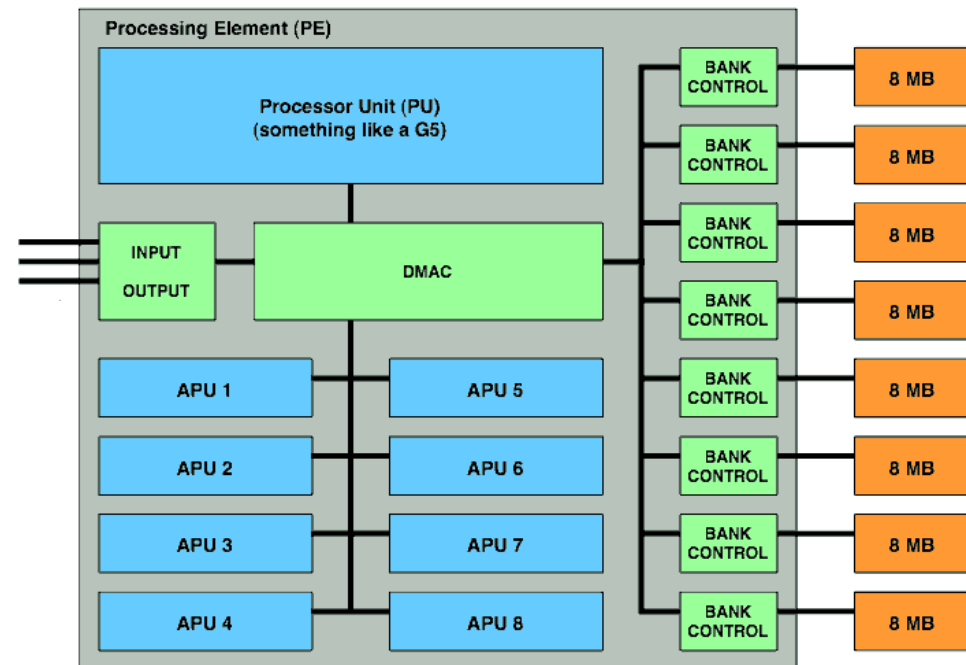 Processing Element (PE)
Processor Unit (PU)
(something like a G5)
INPUT
OUTPUT
DMAC
APU 1
APU 5
APU 2
APU 6
APU 3
APU 7
APU 4
APU 8
BANK
CONTROL
8 MB
BANK
CONTROL
8 MB
BANK
CONTROL
8 MB
BANK
CONTROL
8 MB
BANK
CONTROL
8 MB
BANK
CONTROL
8 MB
BANK
CONTROL
8 MB
BANK
CONTROL
8 MB